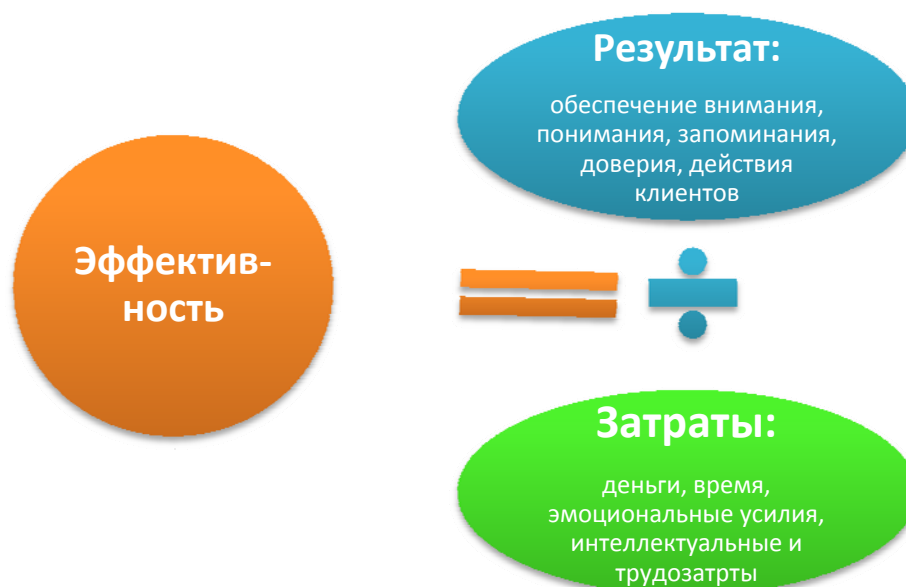 Результат:
обеспечение внимания,
понимания, запоминания,
доверия, действия
клиентов
Эффектив-
ность
Затраты:
деньги, время,
эмоциональные усилия,
интеллектуальные и
трудозатрты